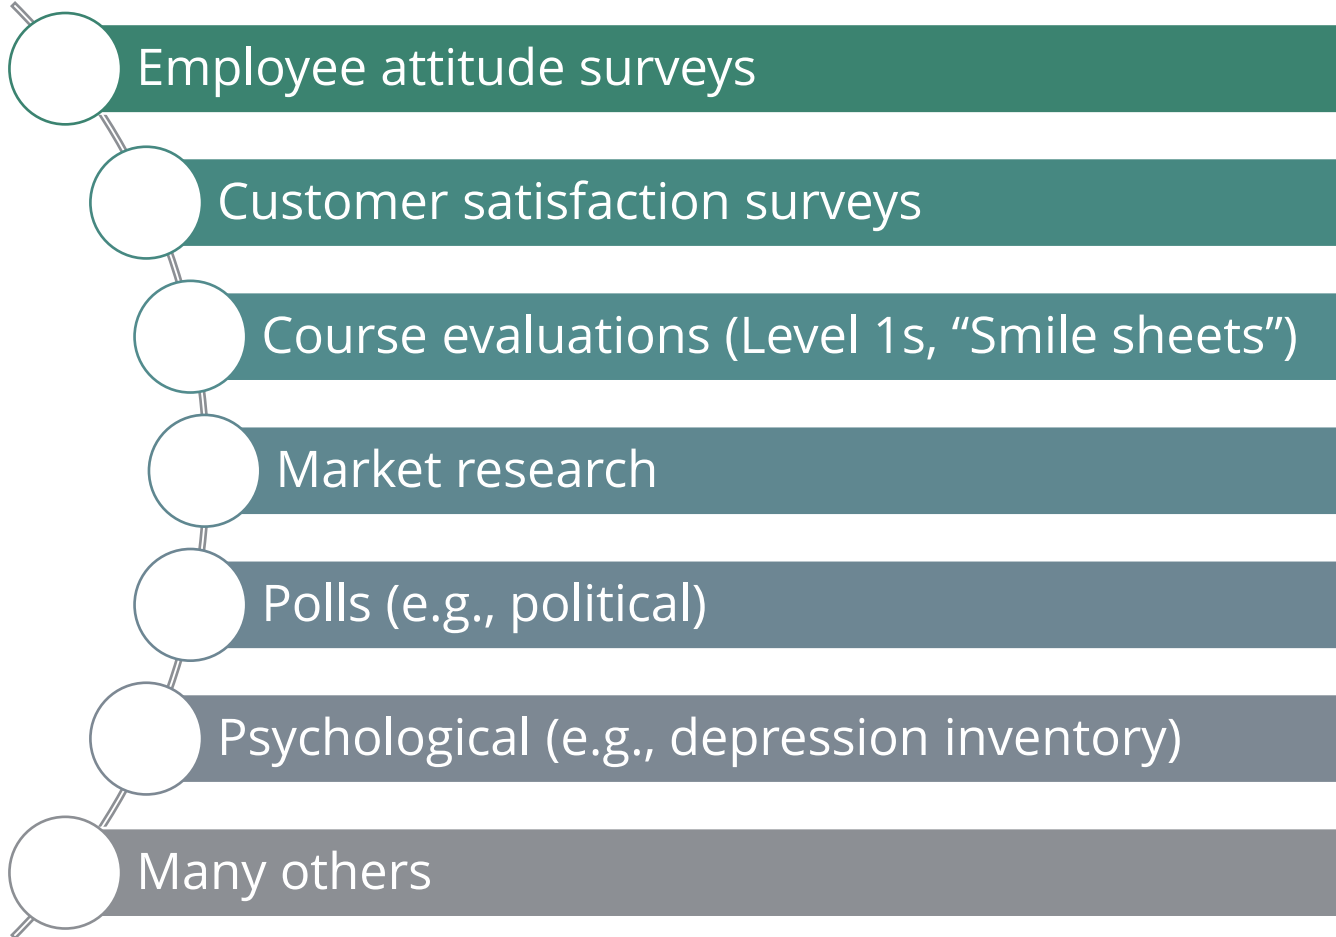 Employee attitude surveys
Customer satisfaction surveys
Course evaluations (Level 1s, “Smile sheets”)
Market research
Polls (e.g., political)
Psychological (e.g., depression inventory)
Many others